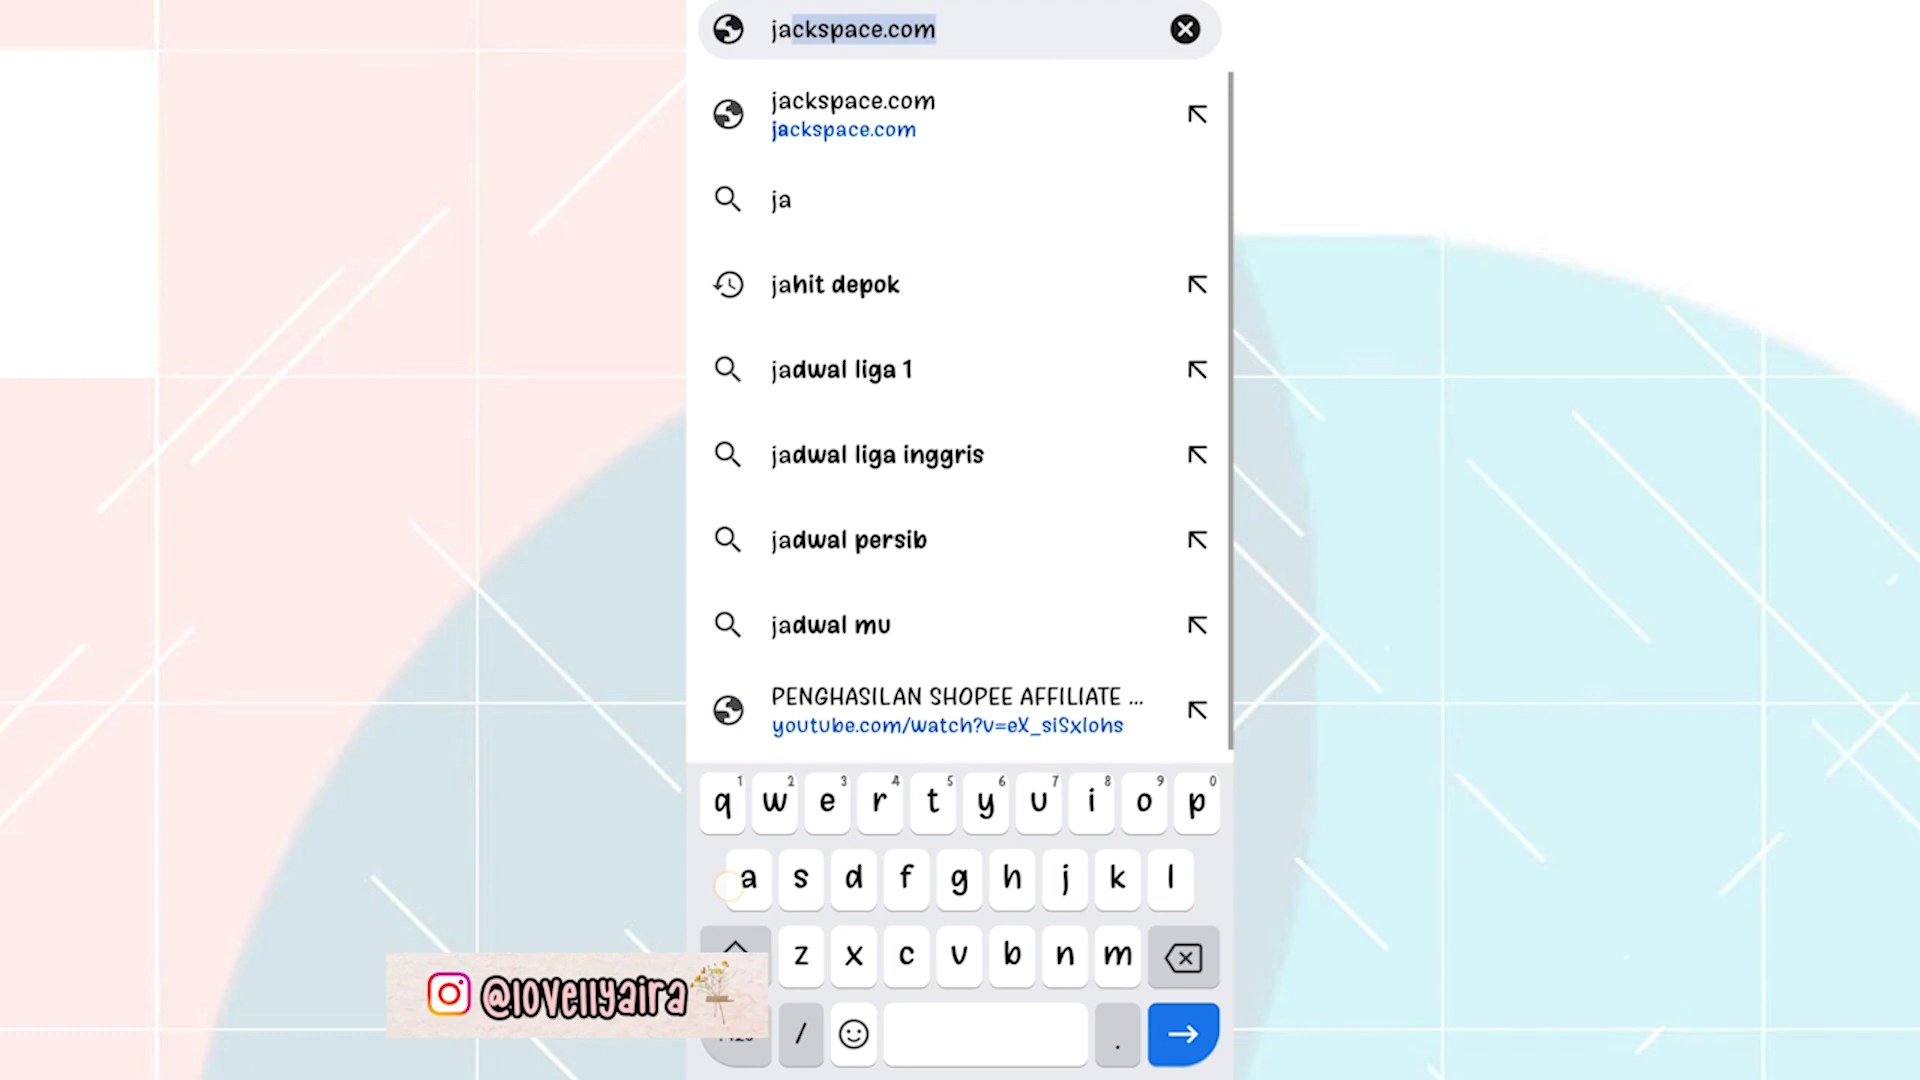 jackspace.com
jackspace.com
jackspace.com
ja
jahit depok
jadwal liga 1
jadwal liga inggris
jadwal persib
jadwal mu
PENGHASILAN SHOPEE AFFILIATE ...
youtube.com/watch?v=eX_siSxlohs
1 2 3 4 5 6 7 8 9 0
q w e r t y u i o p
a s d f g h j k l
z x c v b n m
@lovellyaira
/ .